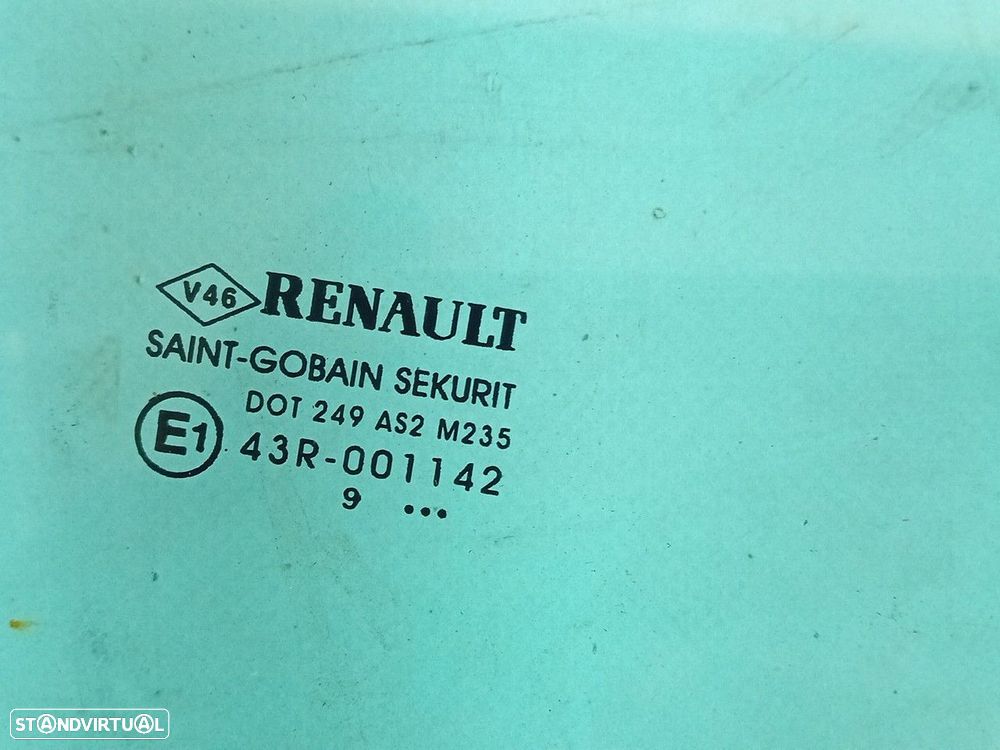 V46 RENAULT
SAINT-GOBAIN SEKURIT
DOT 249 AS2 M235
E1 43R-001142
9 ...
STANDVIRTUAL